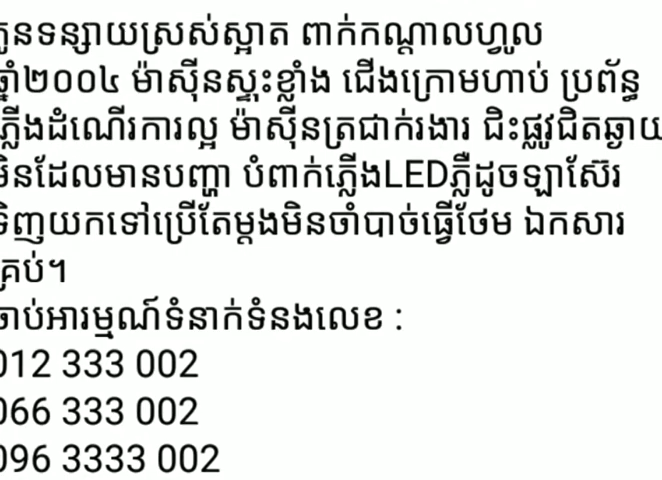 កូនទន្សាយស្រស់ស្អាត ពាក់កណ្តាលហ្វូល
ឆ្នាំ២០០៤ ម៉ាស៊ីនស្ទុះខ្លាំង ជើងក្រោមហាប់ ប្រព័ន្ធ
ភ្លើងដំណើរការល្អ ម៉ាស៊ីនត្រជាក់រងារ ជិះផ្លូវជិតឆ្ងាយ
មិនដែលមានបញ្ហា បំពាក់ភ្លើងLEDភ្លឺដូចឡាស៊ែរ
ទិញយកទៅប្រើតែម្តងមិនចាំបាច់ធ្វើថែម ឯកសារ
គ្រប់។
ចាប់អារម្មណ៍ទំនាក់ទំនងលេខ :
012 333 002
066 333 002
096 3333 002